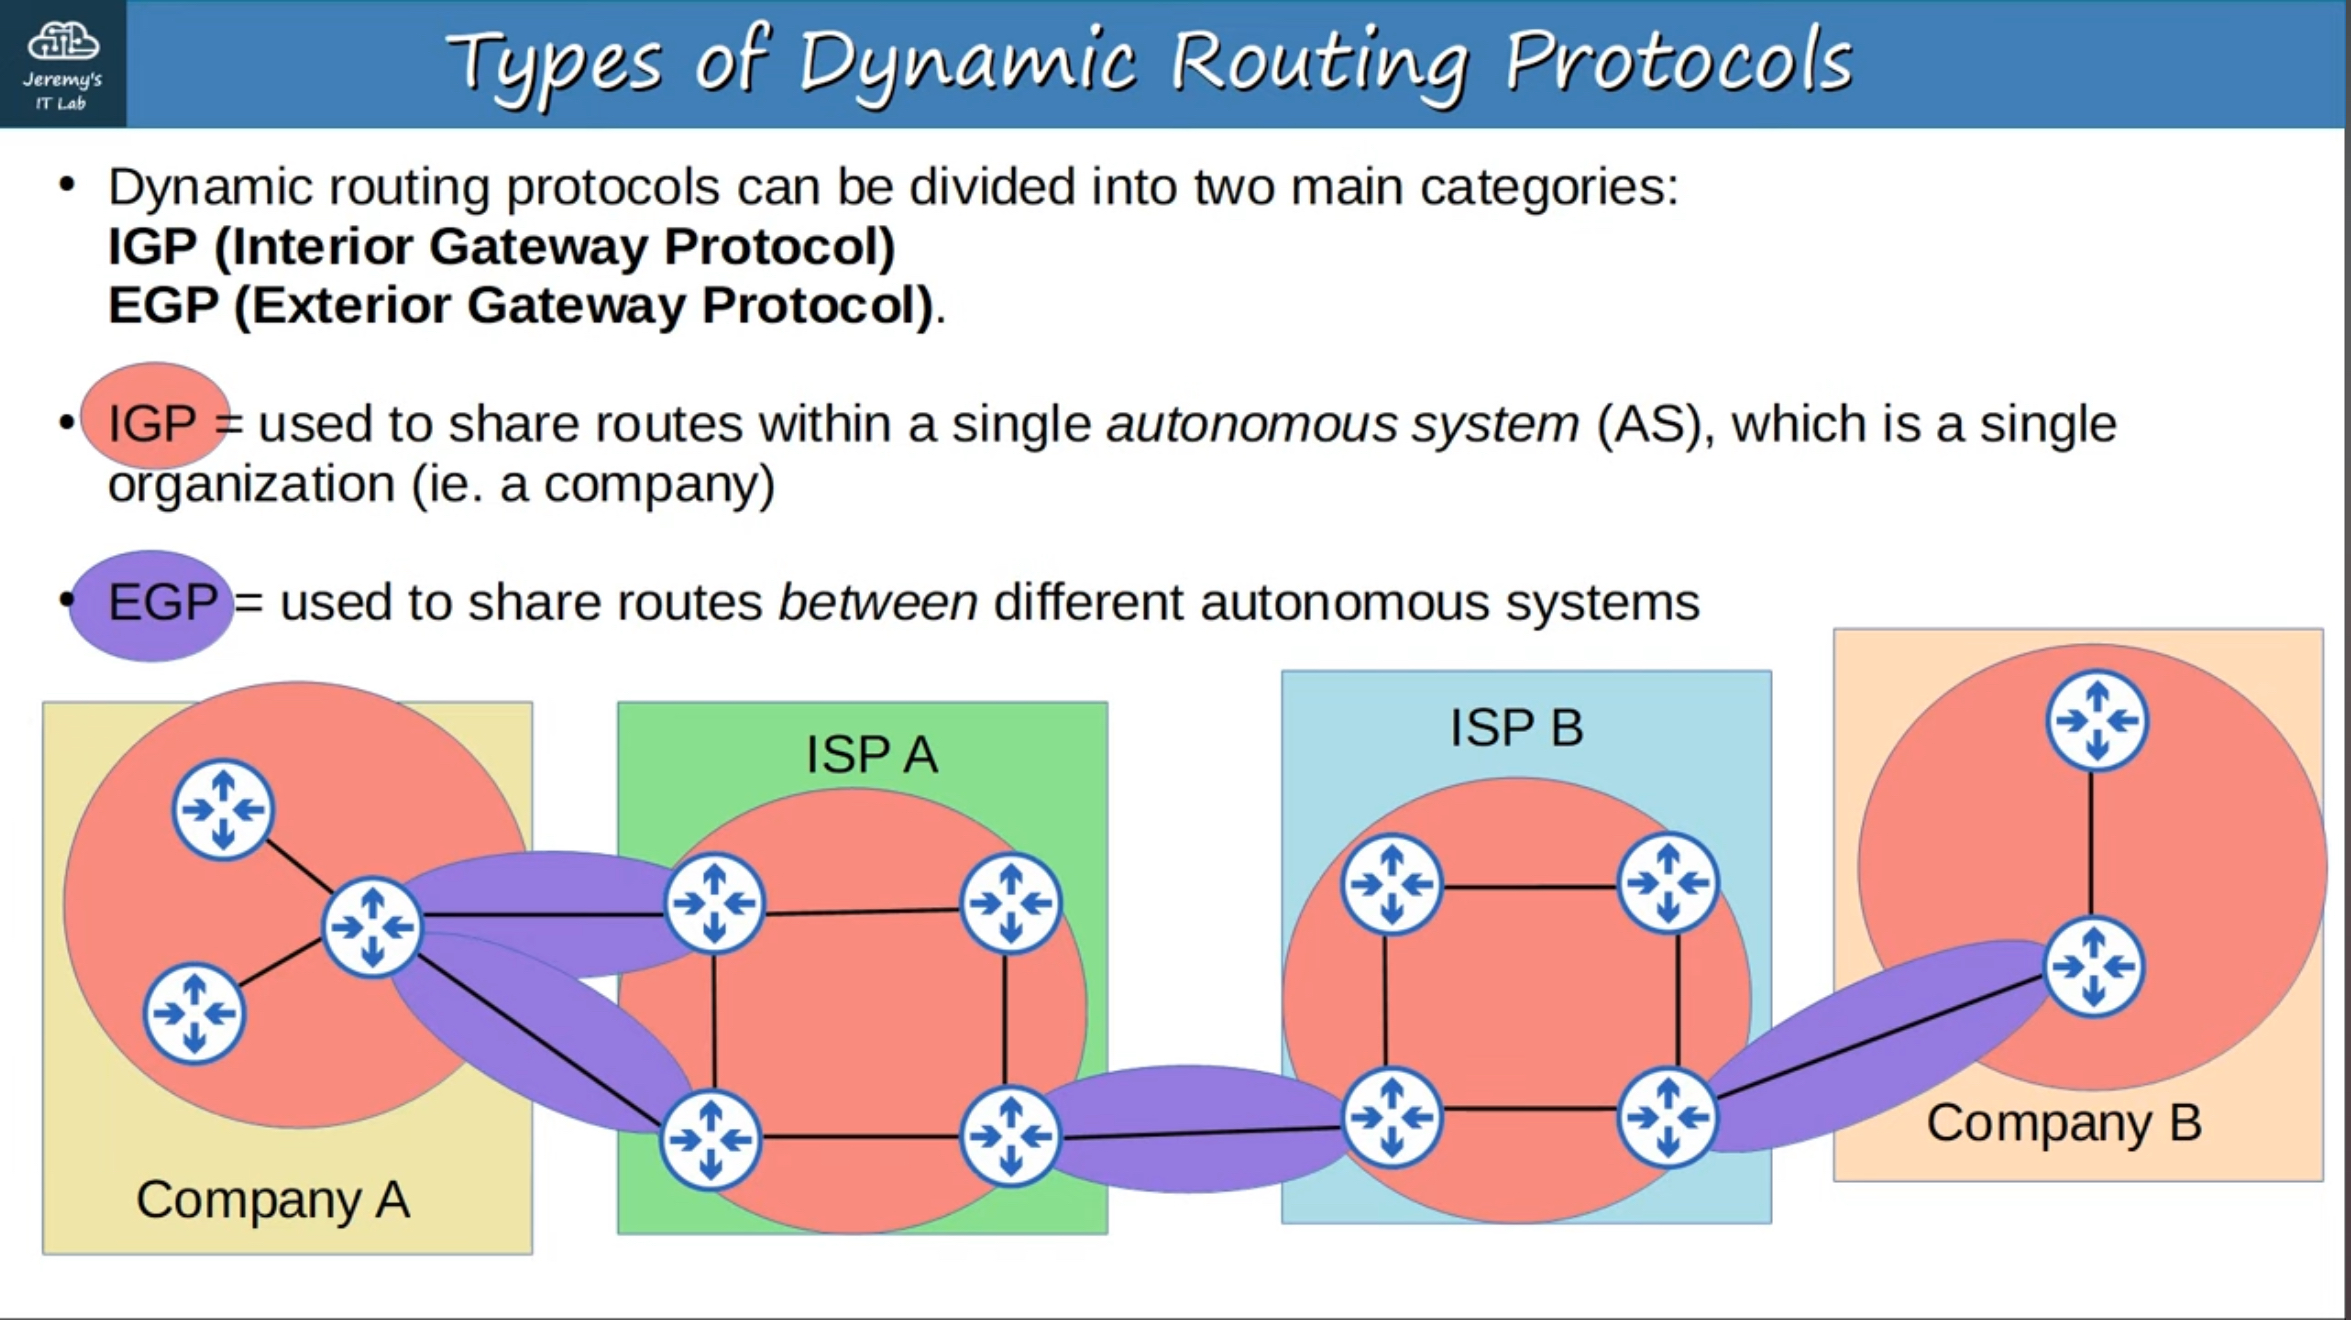 Jeremy's
IT Lab
Types of Dynamic Routing Protocols
• Dynamic routing protocols can be divided into two main categories:
IGP (Interior Gateway Protocol)
EGP (Exterior Gateway Protocol).
• IGP = used to share routes within a single autonomous system (AS), which is a single
organization (ie. a company)
• EGP = used to share routes between different autonomous systems
ISP A
ISP B
Company A
Company B